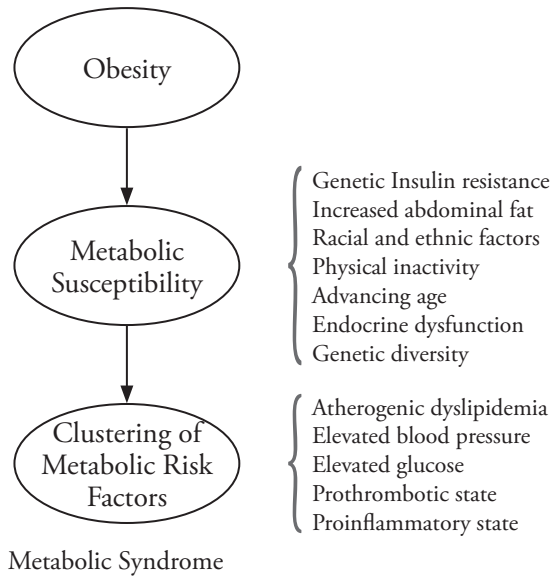 Obesity
Metabolic
Susceptibility
Genetic Insulin resistance
Increased abdominal fat
Racial and ethnic factors
Physical inactivity
Advancing age
Endocrine dysfunction
Genetic diversity
Clustering of
Metabolic Risk
Factors
Atherogenic dyslipidemia
Elevated blood pressure
Elevated glucose
Prothrombotic state
Proinflammatory state
Metabolic Syndrome